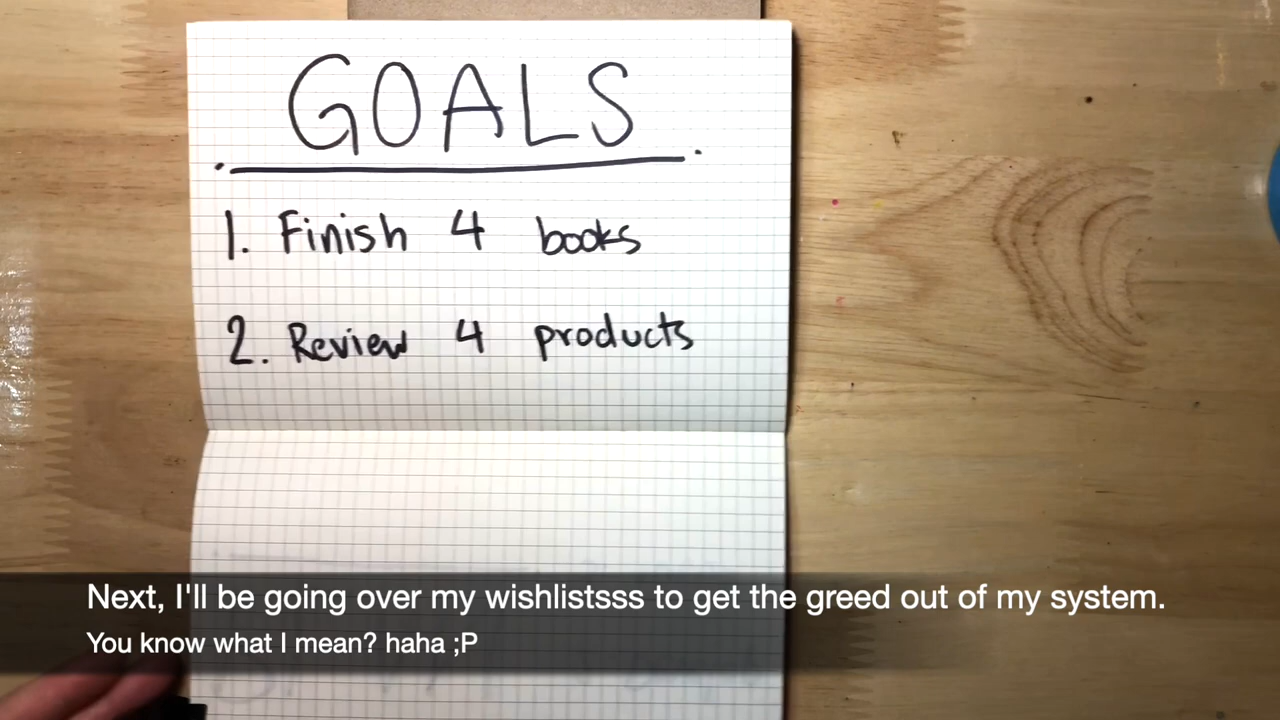 GOALS
1. Finish 4 books
2. Review 4 products
Next, I'll be going over my wishlistsss to get the greed out of my system.
You know what I mean? haha ;P